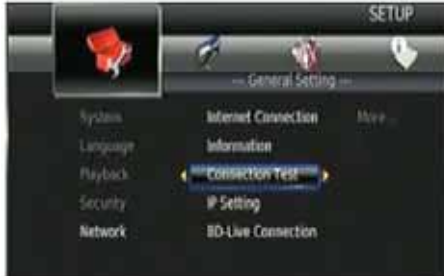 SETUP
--- General Setting ---
System
Internet Connection
More...
Language
Information
Playback
Connection Test
Security
IP Setting
Network
BD-Live Connection